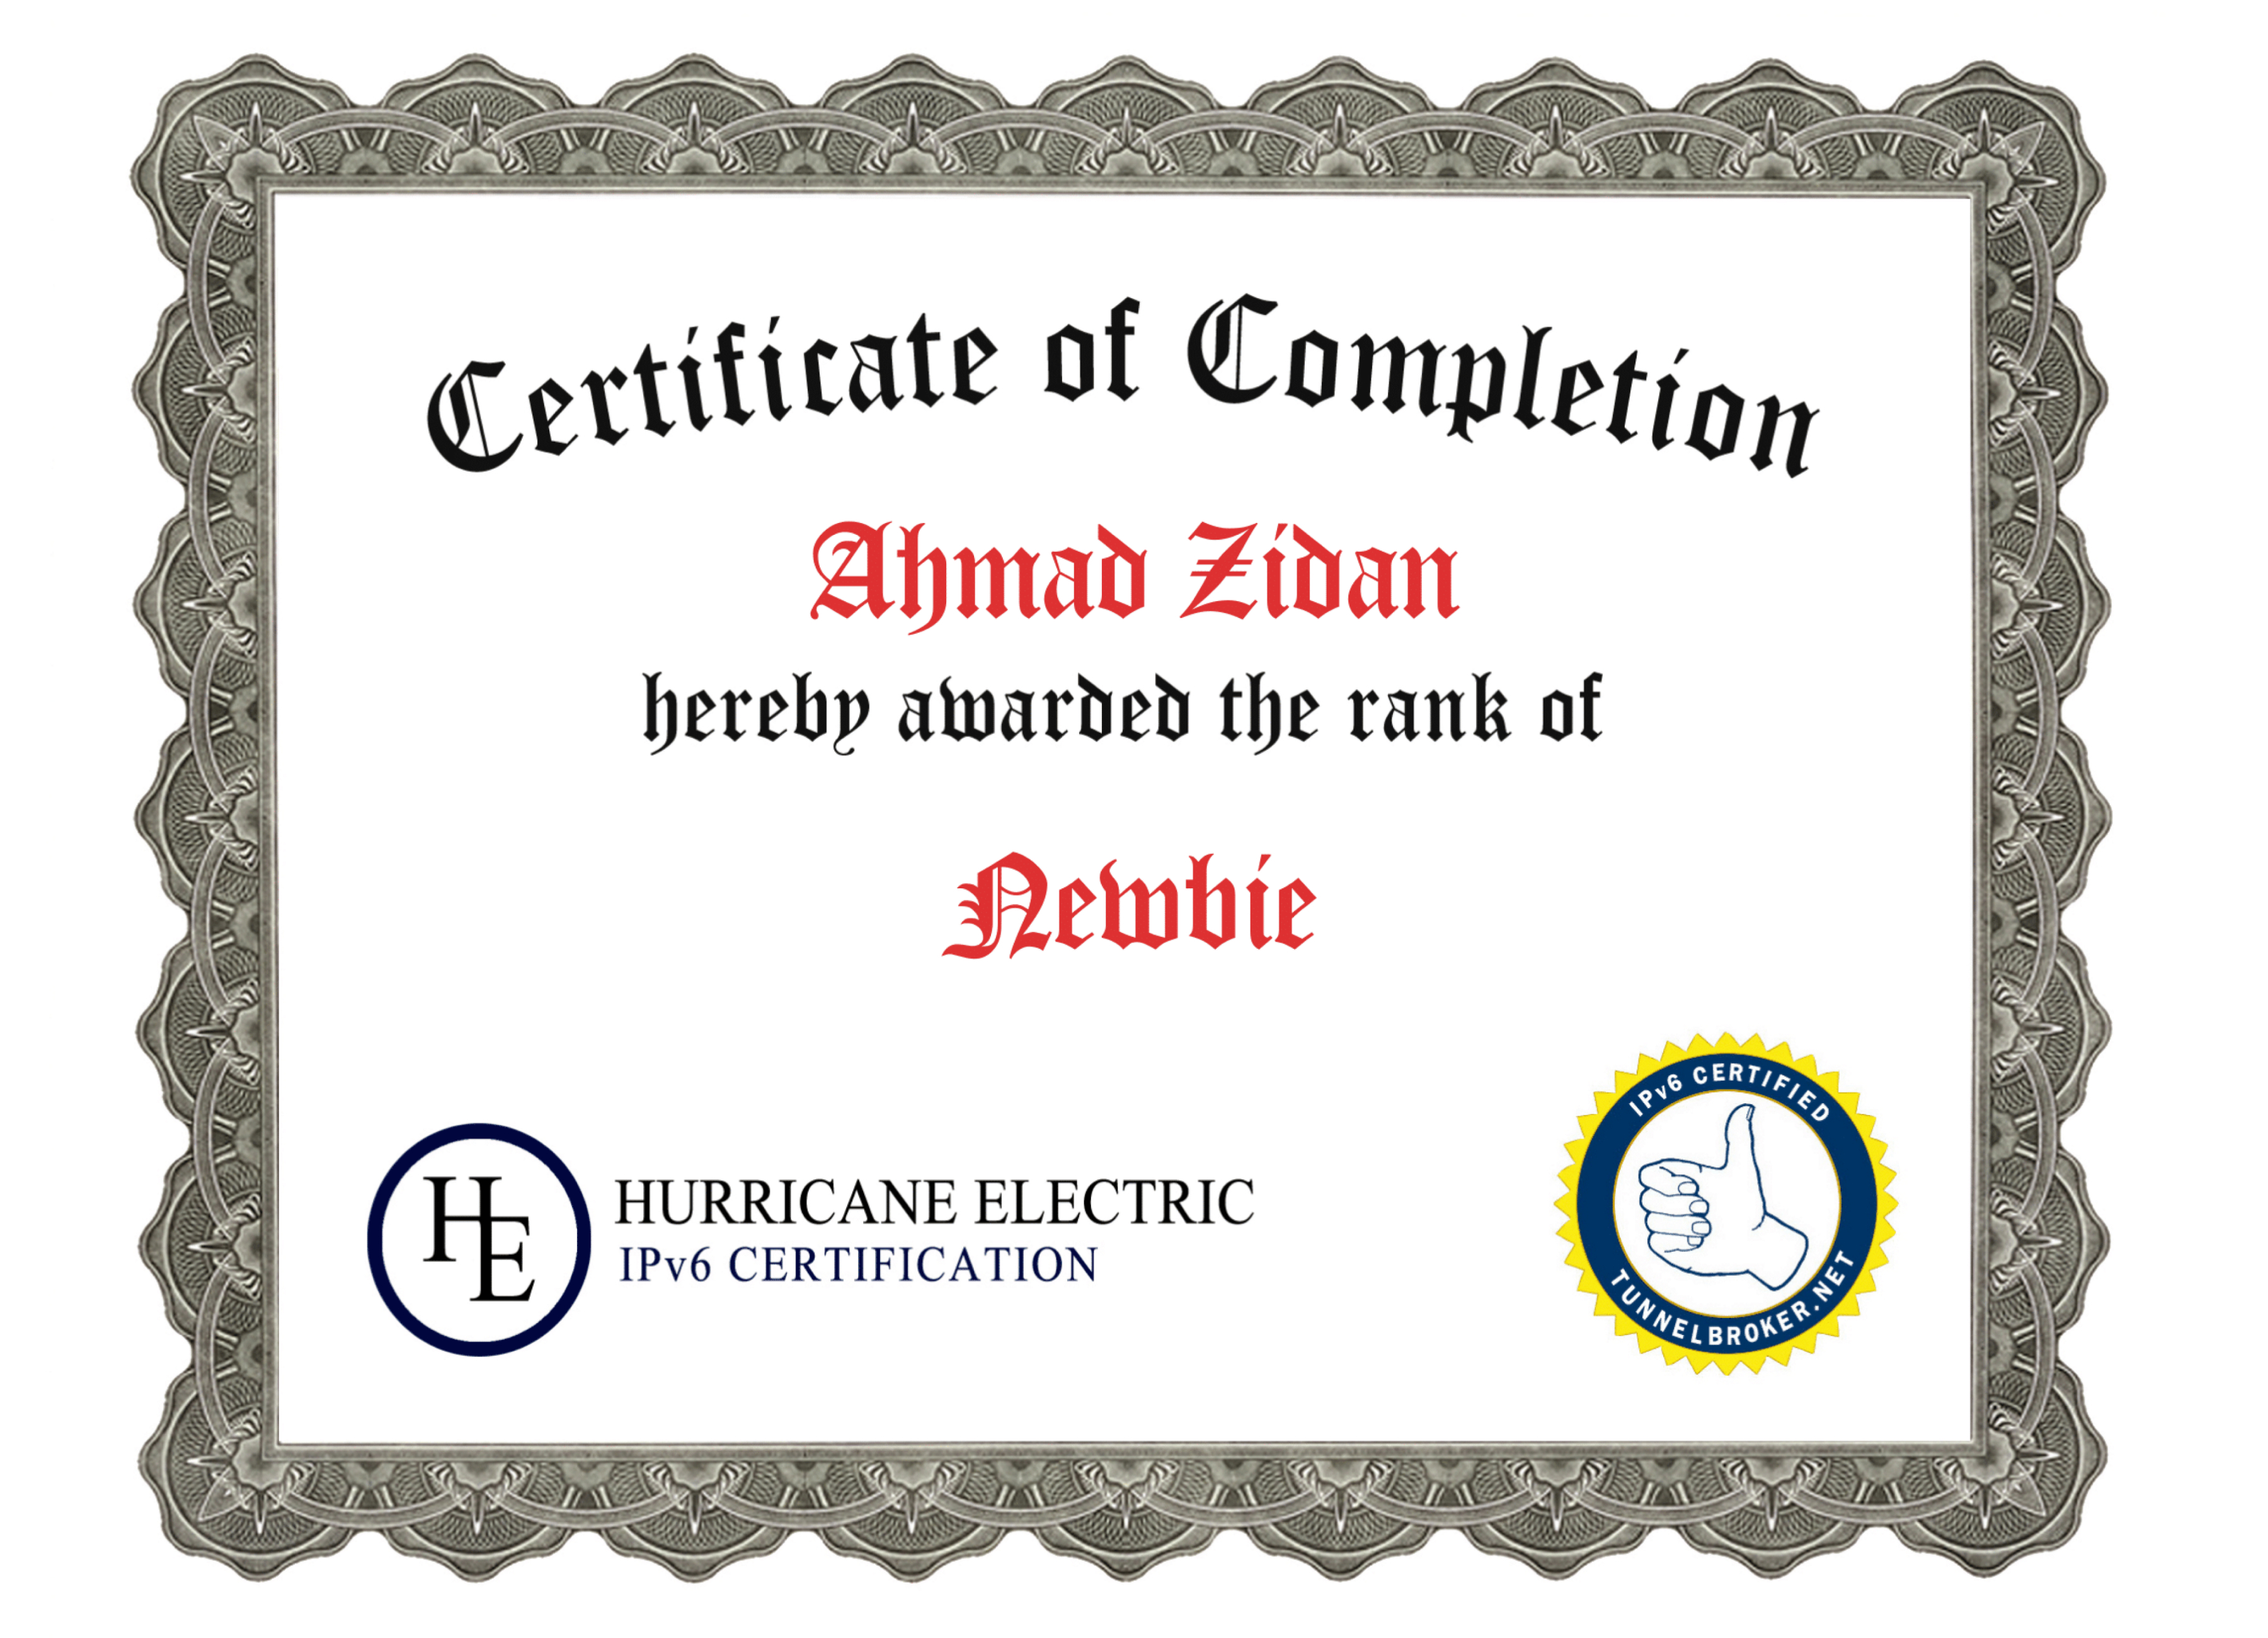 Certificate of Completion
Ahmad Zidan
hereby awarded the rank of
Newbie
HE
HURRICANE ELECTRIC
IPv6 CERTIFICATION
IPv6 CERTIFIED
TUNNELBROKER.NET